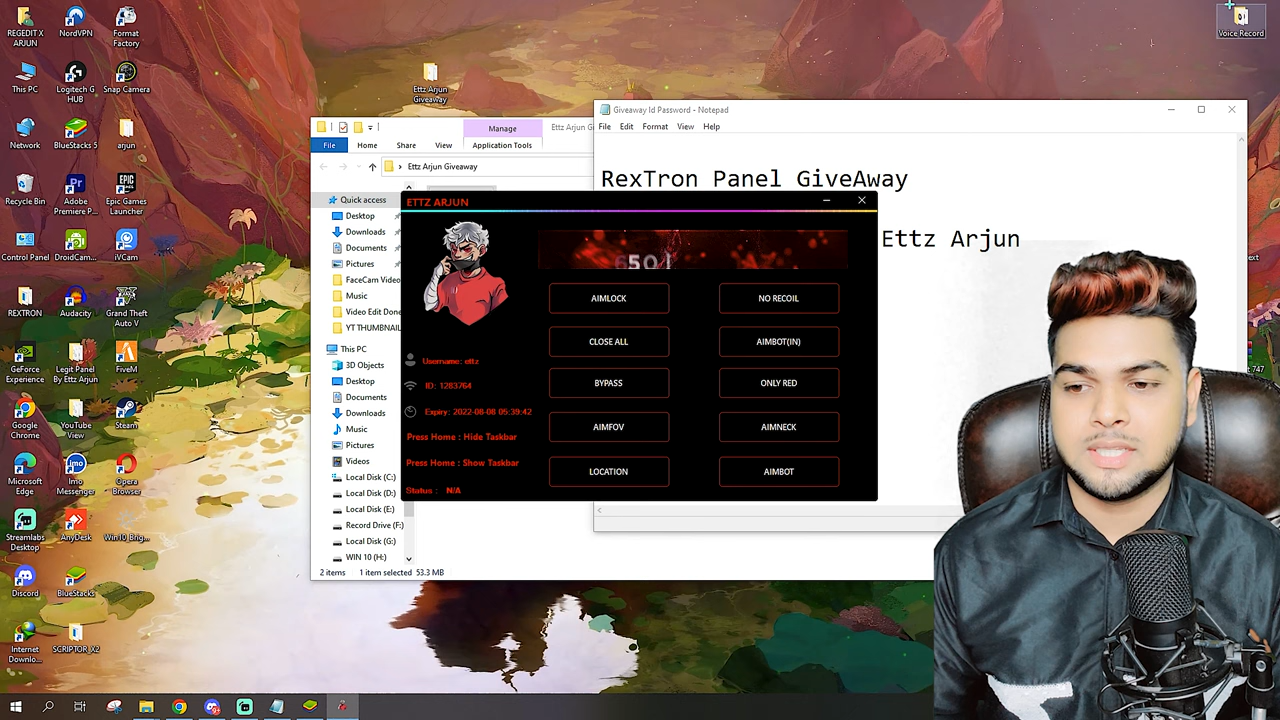 REGEDIT X
ARJUN
NordVPN
Format
Factory
This PC
Logitech G
HUB
Snap Camera
Network
BlueStacks 5
arjun
Recycle Bin
Adobe
Premiere P...
Epic Games
Launcher
Control Panel
DroidCam...
iVCam
REXTRON
Audacity
Grand Theft
Auto V
GeForce
Experience
Legit Panel
By Ettz Arjun
FiveM
Google
Chrome
YouTube
View
Steam
Microsoft
Edge
Imo
Messenger
Opera
Browser
Streamlabs
Desktop
AnyDesk
Win10 Brig...
Discord
BlueStacks
Internet
Downlo...
SCRIPTOR_X2
Ettz Arjun
Giveaway
Voice Record
Manage
Ettz Arjun G
File
Home
Share
View
Application Tools
Ettz Arjun Giveaway
Quick access
Desktop
Downloads
Documents
Pictures
FaceCam Video
Music
Video Edit Done
YT THUMBNAIL
This PC
3D Objects
Desktop
Documents
Downloads
Music
Pictures
Videos
Local Disk (C:)
Local Disk (D:)
Local Disk (E:)
Record Drive (F:)
Local Disk (G:)
WIN 10 (H:)
2 items 1 item selected 53.3 MB
Giveaway Id Password - Notepad
File Edit Format View Help
RexTron Panel GiveAway
Ettz Arjun
ETTZ ARJUN
650
AIMLOCK
NO RECOIL
CLOSE ALL
AIMBOT(IN)
BYPASS
ONLY RED
AIMFOV
AIMNECK
LOCATION
AIMBOT
Username: ettz
ID: 1283764
Expiry: 2022-08-08 05:39:42
Press Home : Hide Taskbar
Press Home : Show Taskbar
Status : N/A
ext
747